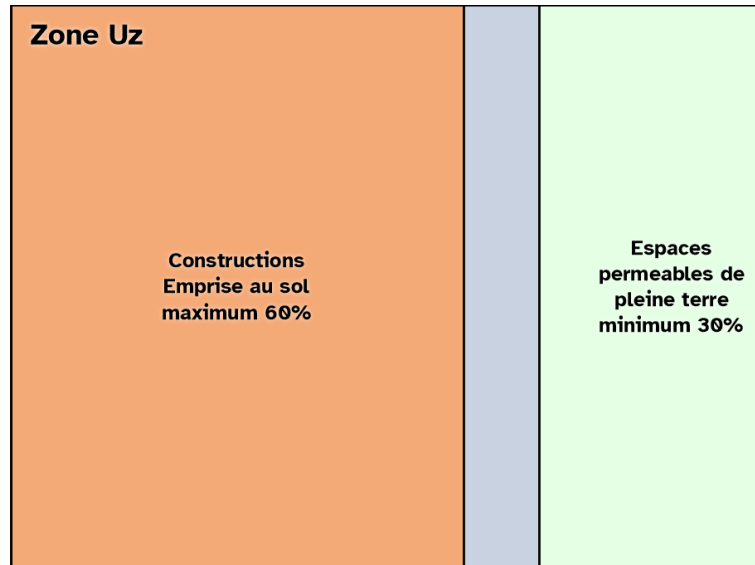 Zone Uz
Constructions
Emprise au sol
maximum 60%
Espaces
permeables de
pleine terre
minimum 30%